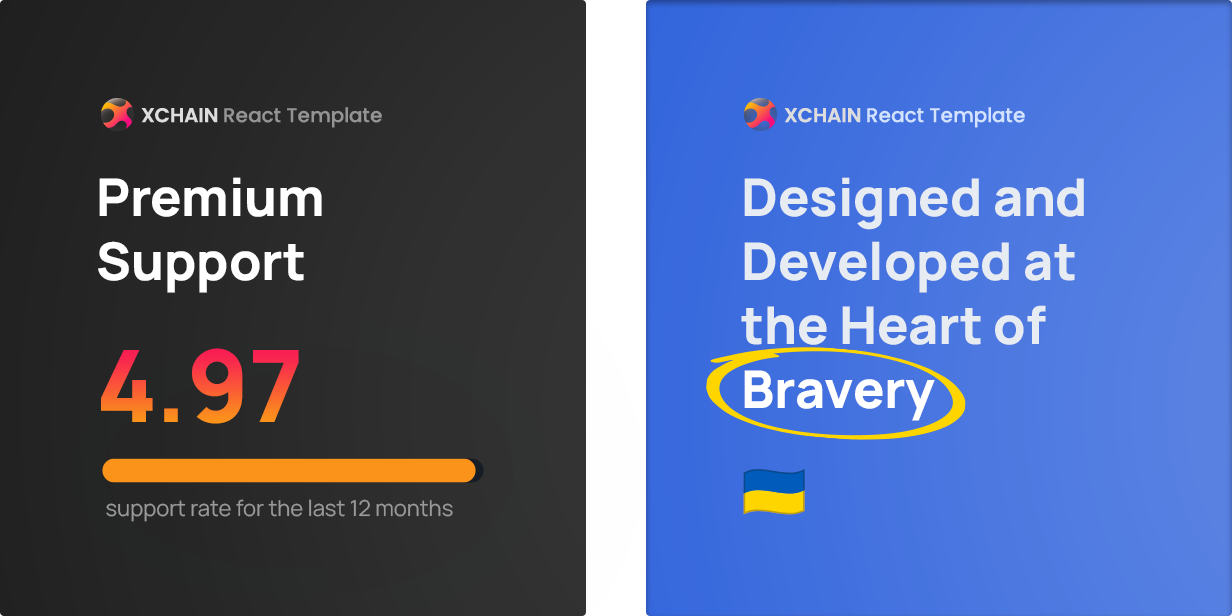 XCHAIN React Template
Premium
Support
4.97
support rate for the last 12 months
XCHAIN React Template
Designed and
Developed at
the Heart of
Bravery